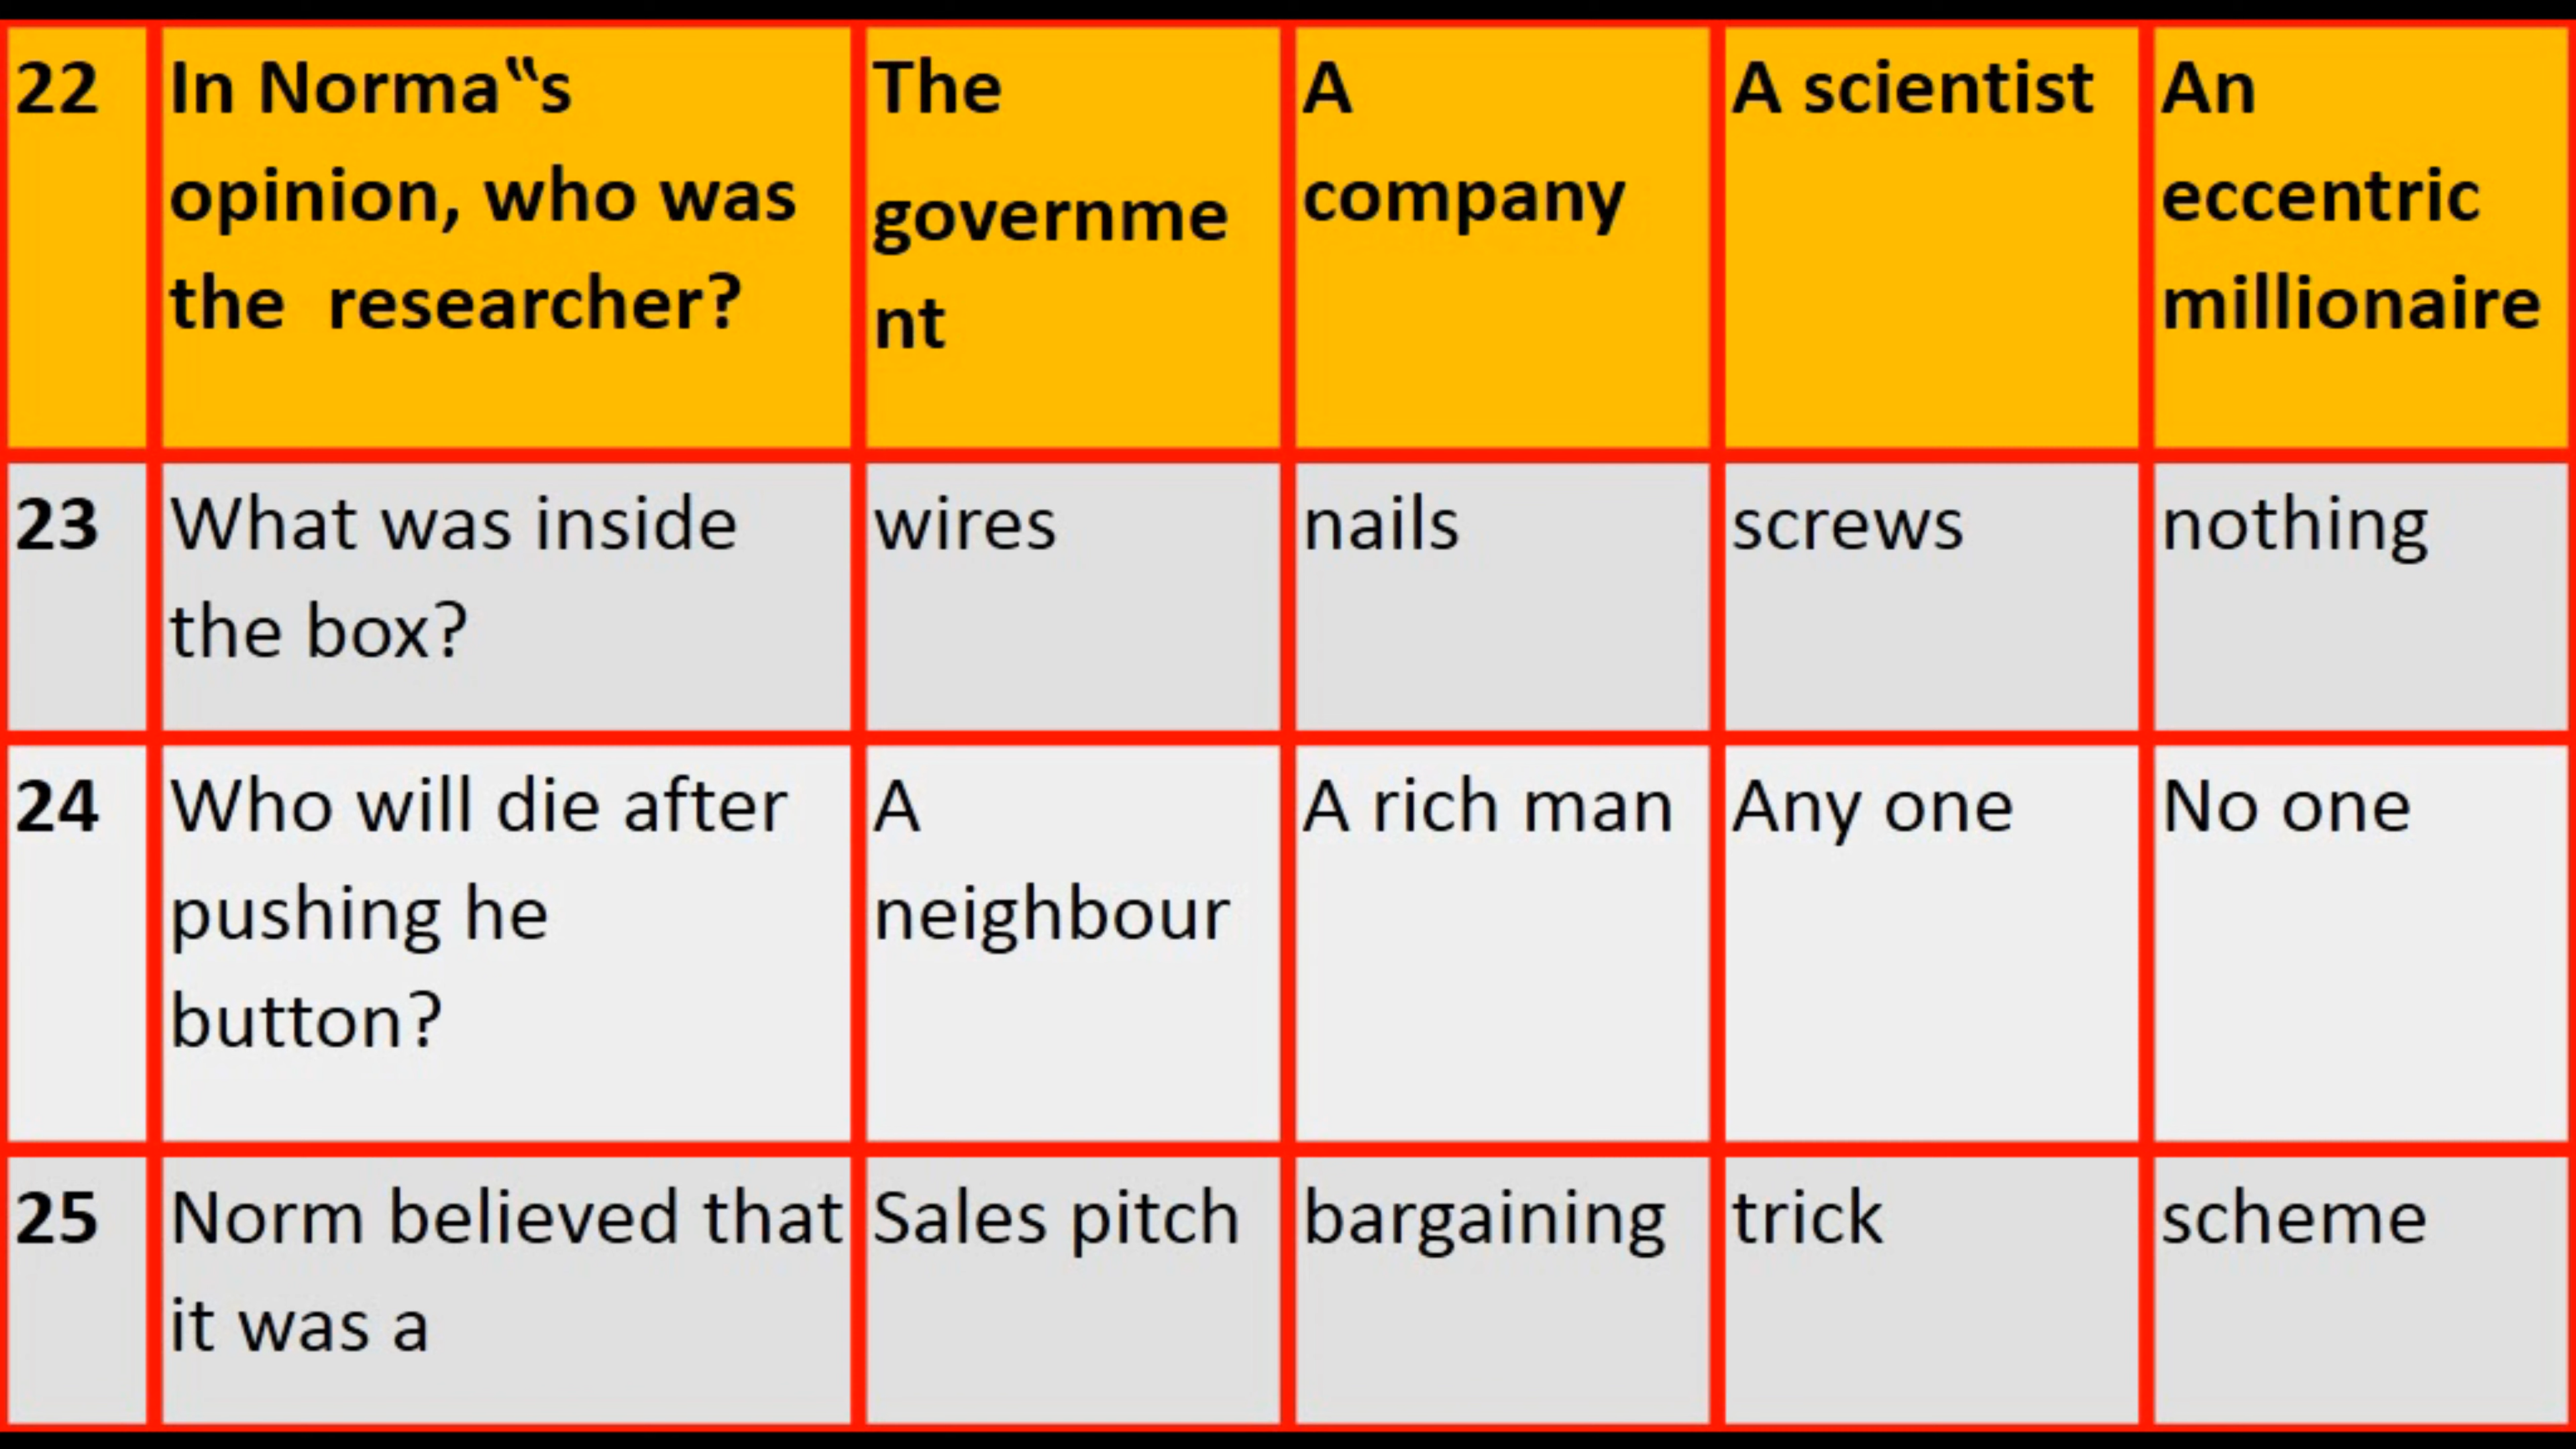 22
In Norma‟s
opinion, who was
the researcher?
The
governme
nt
A
company
A scientist
An
eccentric
millionaire
23
What was inside
the box?
wires
nails
screws
nothing
24
Who will die after
pushing he
button?
A
neighbour
A rich man
Any one
No one
25
Norm believed that
it was a
Sales pitch
bargaining
trick
scheme